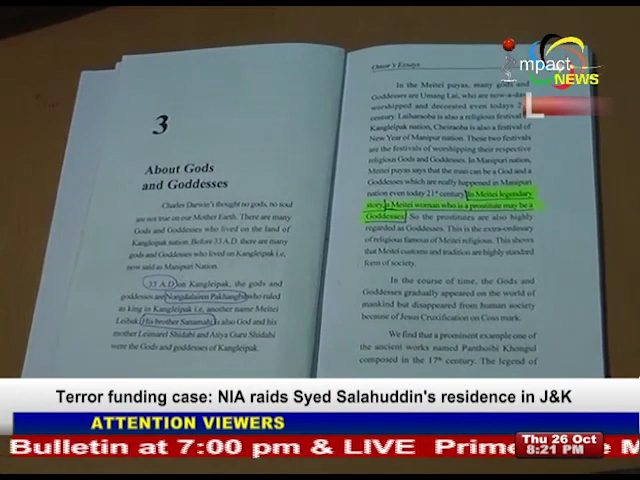 3
About Gods
and Goddesses
Charles Darwin's thought no gods, no soul
are not true on our Mother Earth. There are many
Gods and Goddesses who lived on the land of
Kangleipak nation. Before 33 A.D. there are many
gods and Goddesses who lived on Kangleipak i.e,
now said as Manipuri Nation.
33 A.D on Kangleipak, the gods and
goddesses are Nongdalairen Pakhangba who ruled
as king in Kangleipak i.e, another name Meitei
Leibak. His brother Sanamahi is also God and his
mother Leimarel Shidabi and Atiya Guru Shidabi
were the Gods and goddesses of Kangleipak.
Omor's Essays
In the Meitei puyas, many gods and
Goddesses are Umang Lai, who are now-a-da
worshipped and decorated even todays 2
century. Laiharaoba is also a religious festival
Kangleipak nation, Cheiraoba is also a festival of
New Year of Manipur nation. These two festivals
are the festivals of worshipping their respective
religious Gods and Goddesses. In Manipuri nation,
Meitei puyas says that the man can be a God and a
Goddesses which are really happened in Manipuri
nation even today 21st century. In Meitei legendary
story, a Meitei woman who is a prostitute may be a
Goddesses. So the prostitutes are also highly
regarded as Goddesses. This is the extra-ordinary
of religious famous of Meitei religious. This shows
that Meitei customs and tradition are highly standard
form of society.
In the course of time, the Gods and
Goddesses gradually appeared on the world of
mankind but disappeared from human society
because of Jesus Crucification on Coss mark.
We find that a prominent example one of
the ancient works named Panthoibi Khongul
composed in the 17th century. The legend of
mpact
NEWS
L
Terror funding case: NIA raids Syed Salahuddin's residence in J&K
ATTENTION VIEWERS
Bulletin at 7:00 pm & LIVE Prime
Thu 26 Oct
8:21 PM
e M